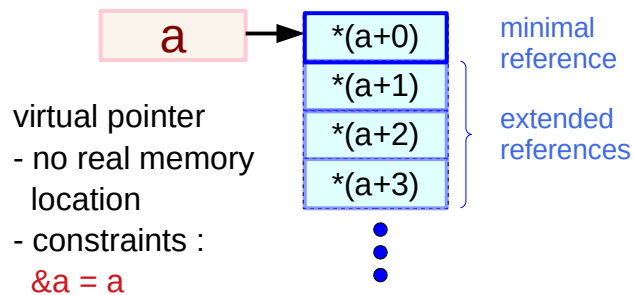 a
*(a+0)
*(a+1)
*(a+2)
*(a+3)
minimal
reference
extended
references
virtual pointer
- no real memory
location
- constraints :
&a = a